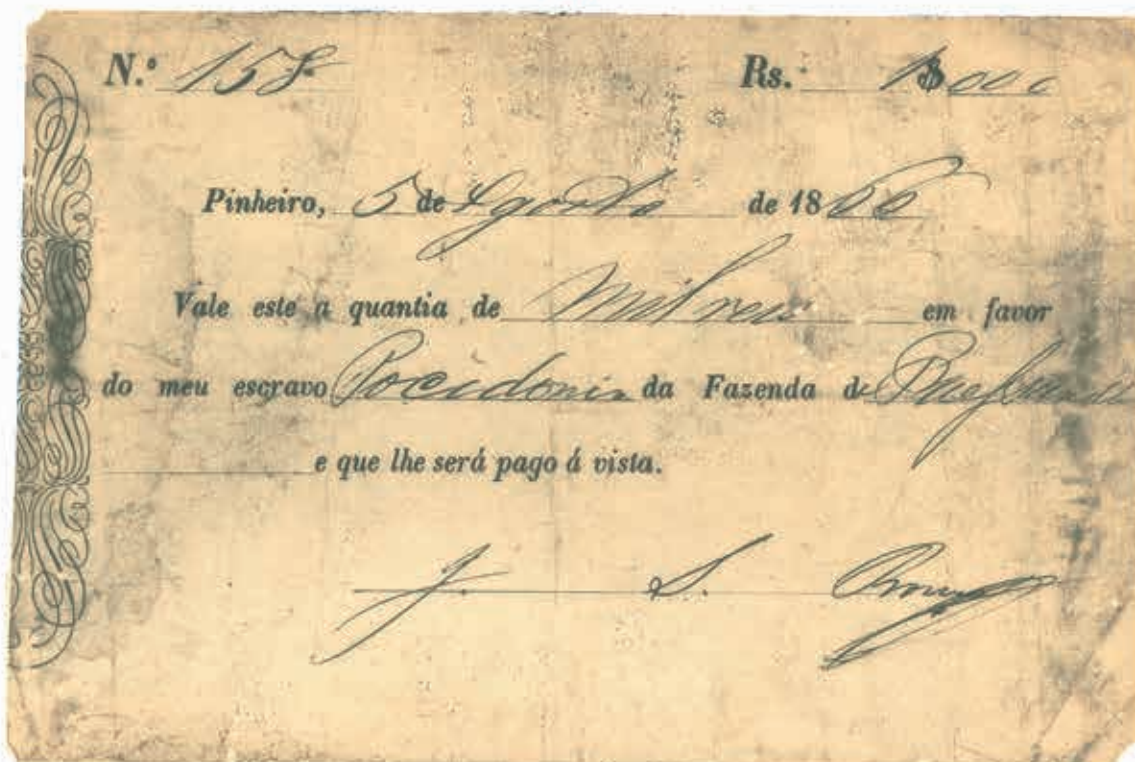 N.º 158 Rs. 1$000
Pinheiro, 5 de Agosto de 1866
Vale este a quantia de Mil reis em favor
do meu escravo Pocidonio da Fazenda de
e que lhe será pago á vista.
J. S.